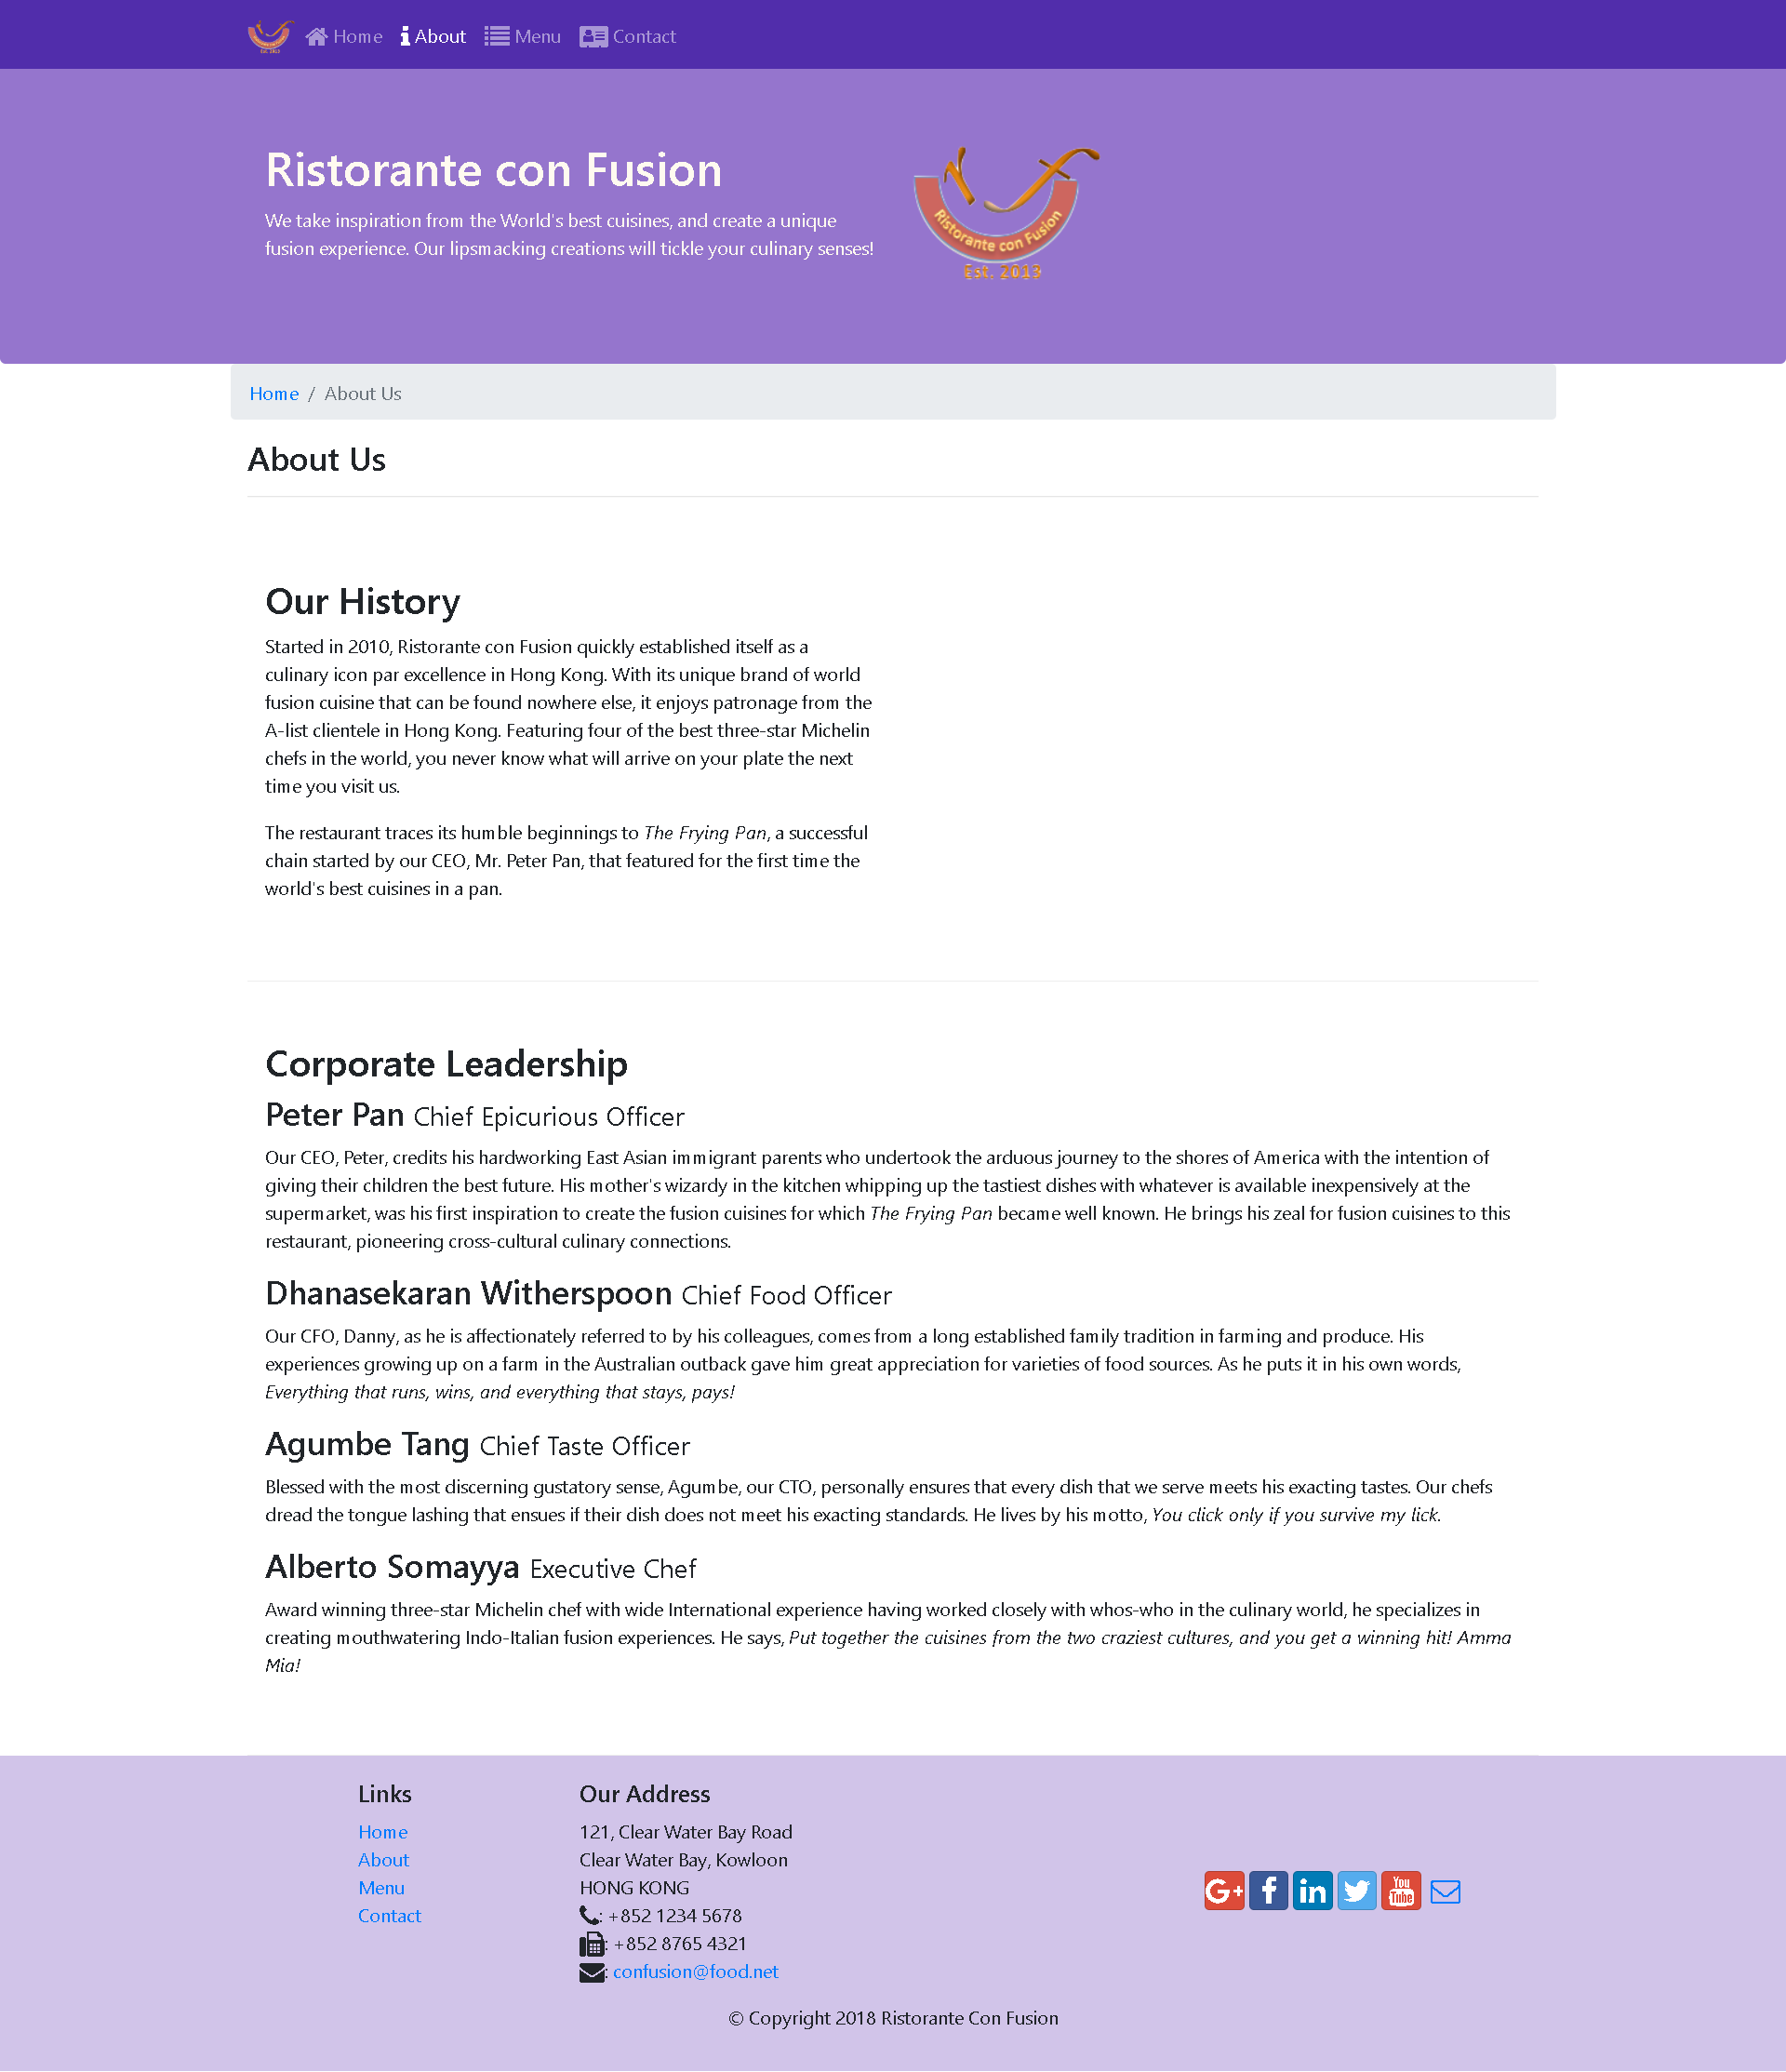 Home About Menu Contact
Ristorante con Fusion
We take inspiration from the World's best cuisines, and create a unique
fusion experience. Our lipsmacking creations will tickle your culinary senses!
Ristorante con Fusion
Est. 2013
Home / About Us
About Us
Our History
Started in 2010, Ristorante con Fusion quickly established itself as a
culinary icon par excellence in Hong Kong. With its unique brand of world
fusion cuisine that can be found nowhere else, it enjoys patronage from the
A-list clientele in Hong Kong. Featuring four of the best three-star Michelin
chefs in the world, you never know what will arrive on your plate the next
time you visit us.
The restaurant traces its humble beginnings to The Frying Pan, a successful
chain started by our CEO, Mr. Peter Pan, that featured for the first time the
world's best cuisines in a pan.
Corporate Leadership
Peter Pan Chief Epicurious Officer
Our CEO, Peter, credits his hardworking East Asian immigrant parents who undertook the arduous journey to the shores of America with the intention of
giving their children the best future. His mother's wizardy in the kitchen whipping up the tastiest dishes with whatever is available inexpensively at the
supermarket, was his first inspiration to create the fusion cuisines for which The Frying Pan became well known. He brings his zeal for fusion cuisines to this
restaurant, pioneering cross-cultural culinary connections.
Dhanasekaran Witherspoon Chief Food Officer
Our CFO, Danny, as he is affectionately referred to by his colleagues, comes from a long established family tradition in farming and produce. His
experiences growing up on a farm in the Australian outback gave him great appreciation for varieties of food sources. As he puts it in his own words,
Everything that runs, wins, and everything that stays, pays!
Agumbe Tang Chief Taste Officer
Blessed with the most discerning gustatory sense, Agumbe, our CTO, personally ensures that every dish that we serve meets his exacting tastes. Our chefs
dread the tongue lashing that ensues if their dish does not meet his exacting standards. He lives by his motto, You click only if you survive my lick.
Alberto Somayya Executive Chef
Award winning three-star Michelin chef with wide International experience having worked closely with whos-who in the culinary world, he specializes in
creating mouthwatering Indo-Italian fusion experiences. He says, Put together the cuisines from the two craziest cultures, and you get a winning hit! Amma
Mia!
Links
Home
About
Menu
Contact
Our Address
121, Clear Water Bay Road
Clear Water Bay, Kowloon
HONG KONG
: +852 1234 5678
: +852 8765 4321
: confusion@food.net
G+ f in You Tube
© Copyright 2018 Ristorante Con Fusion